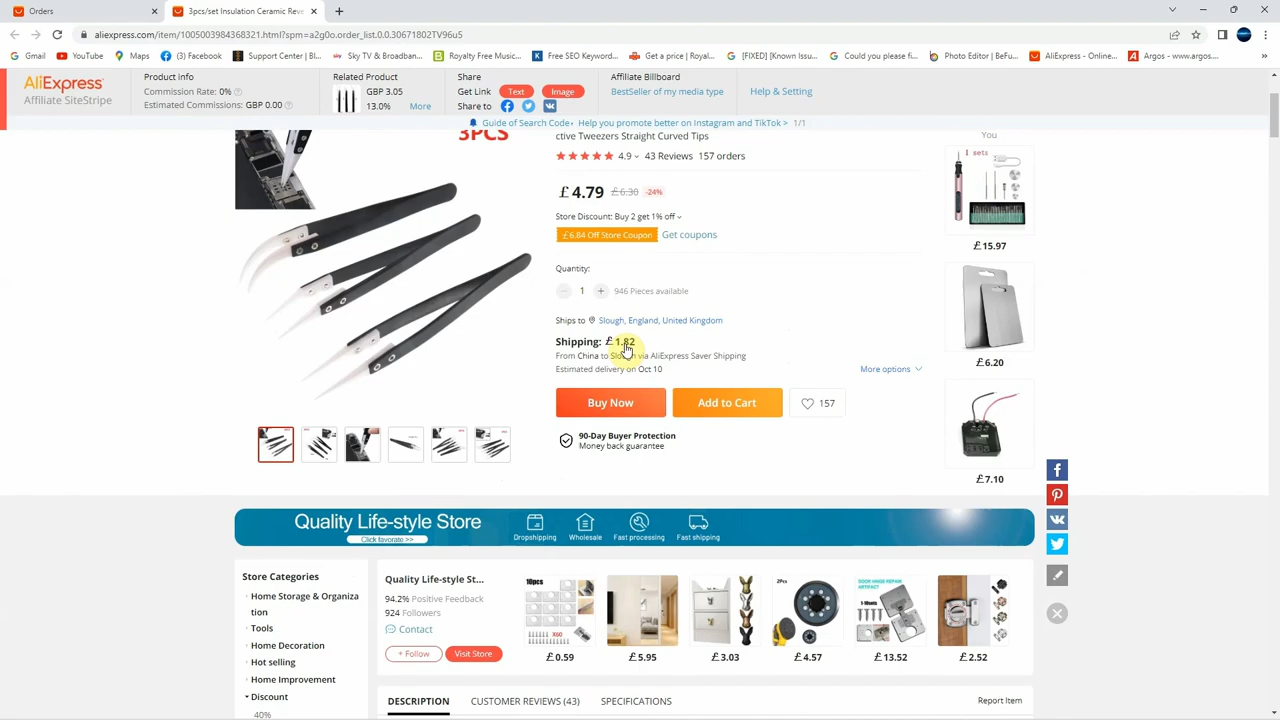 Orders
3pcs/set Insulation Ceramic Reve
aliexpress.com/item/1005003984368321.html?spm=a2g0o.order_list.0.0.30671802TV96u5
Gmail YouTube Maps (3) Facebook Support Center | Bl... Sky TV & Broadban... Royalty Free Music... Free SEO Keyword... Get a price | Royal... [FIXED] [Known Issu... Could you please fi... Photo Editor | BeFu... AliExpress - Online... Argos - www.argos...
AliExpress
Affiliate SiteStripe
Product info
Commission Rate: 0%
Estimated Commissions: GBP 0.00
Related Product
GBP 3.05
13.0% More
Share
Get Link Text Image
Share to
Affiliate Billboard
BestSeller of my media type
Help & Setting
Guide of Search Code Help you promote better on Instagram and TikTok > 1/1
3PCS
ctive Tweezers Straight Curved Tips
4.9 43 Reviews 157 orders
£4.79 £6.30 -24%
Store Discount: Buy 2 get 1% off
£6.84 Off Store Coupon Get coupons
Quantity:
1 946 Pieces available
Ships to Slough, England, United Kingdom
Shipping: £1.82
From China to Slough via AliExpress Saver Shipping
Estimated delivery on Oct 10
More options
Buy Now Add to Cart 157
90-Day Buyer Protection
Money back guarantee
You
1 sets
£15.97
£6.20
£7.10
Quality Life-style Store
Click favorate >>
Dropshipping Wholesale Fast processing Fast shipping
Store Categories
Home Storage & Organiza
tion
Tools
Home Decoration
Hot selling
Home Improvement
Discount
40%
Quality Life-style St...
94.2% Positive Feedback
924 Followers
Contact
+ Follow Visit Store
10pcs
X60
£0.59
£5.95
£3.03
2Pcs
£4.57
DOOR HINGE REPAIR
ARTIFACT
£13.52
£2.52
DESCRIPTION CUSTOMER REVIEWS (43) SPECIFICATIONS
Report Item